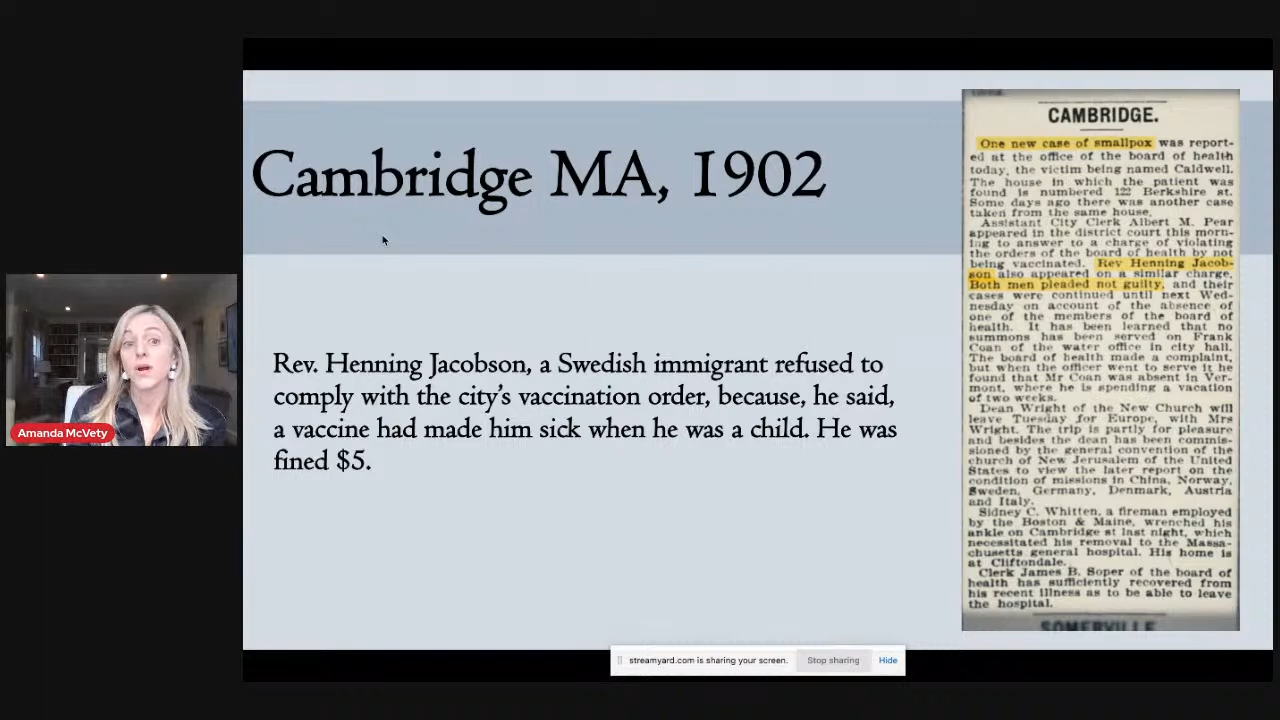 Cambridge MA, 1902
Rev. Henning Jacobson, a Swedish immigrant refused to
comply with the city's vaccination order, because, he said,
a vaccine had made him sick when he was a child. He was
fined $5.
CAMBRIDGE.
One new case of smallpox was report-
ed at the office of the board of health
today, the victim being named Caldwell.
The house in which the patient was
found is numbered 122 Berkshire st.
Some days ago there was another case
taken from the same house.
Assistant City Clerk Albert M. Pear
appeared in the district court this morn-
ing to answer to a charge of violating
the orders of the board of health by not
being vaccinated. Rev Henning Jacob-
son also appeared on a similar charge.
Both men pleaded not guilty, and their
cases were continued until next Wed-
nesday on account of the absence of
one of the members of the board of
health. It has been learned that no
summons has been served on Frank
Coan of the water office in city hall.
The board of health made a complaint,
but when the officer went to serve it he
found that Mr Coan was absent in Ver-
mont, where he is spending a vacation
of two weeks.
Dean Wright of the New Church will
leave Tuesday for Europe, with Mrs
Wright. The trip is partly for pleasure
and besides the dean has been commis-
sioned by the general convention of the
church of New Jerusalem of the United
States to view the later report on the
condition of missions in China, Norway,
Sweden, Germany, Denmark, Austria
and Italy.
Sidney C. Whitten, a fireman employed
by the Boston & Maine, wrenched his
ankle on Cambridge st last night, which
necessitated his removal to the Massa-
chusetts general hospital. His home is
at Cliftondale.
Clerk James B. Soper of the board of
health has sufficiently recovered from
his recent illness as to be able to leave
the hospital.
SOMERVILLE
Amanda McVety
streamyard.com is sharing your screen.
Stop sharing
Hide